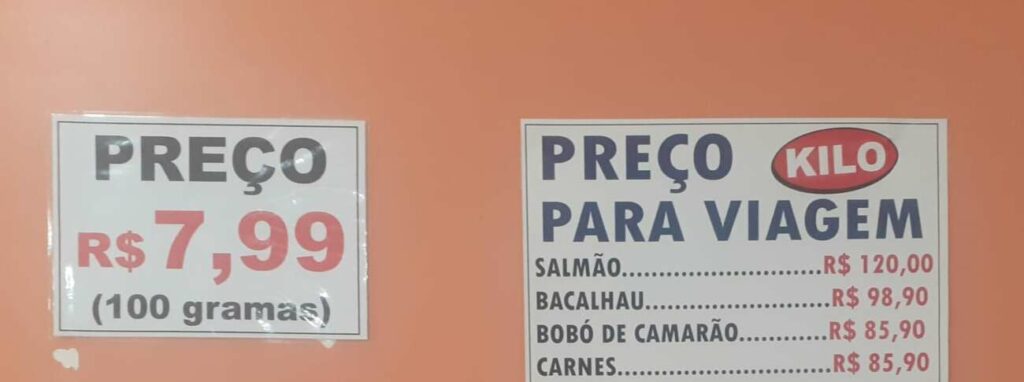 PREÇO
R$ 7,99
(100 gramas)
PREÇO KILO
PARA VIAGEM
SALMÃO............................R$ 120,00
BACALHAU..........................R$ 98,90
BOBÓ DE CAMARÃO............R$ 85,90
CARNES..............................R$ 85,90